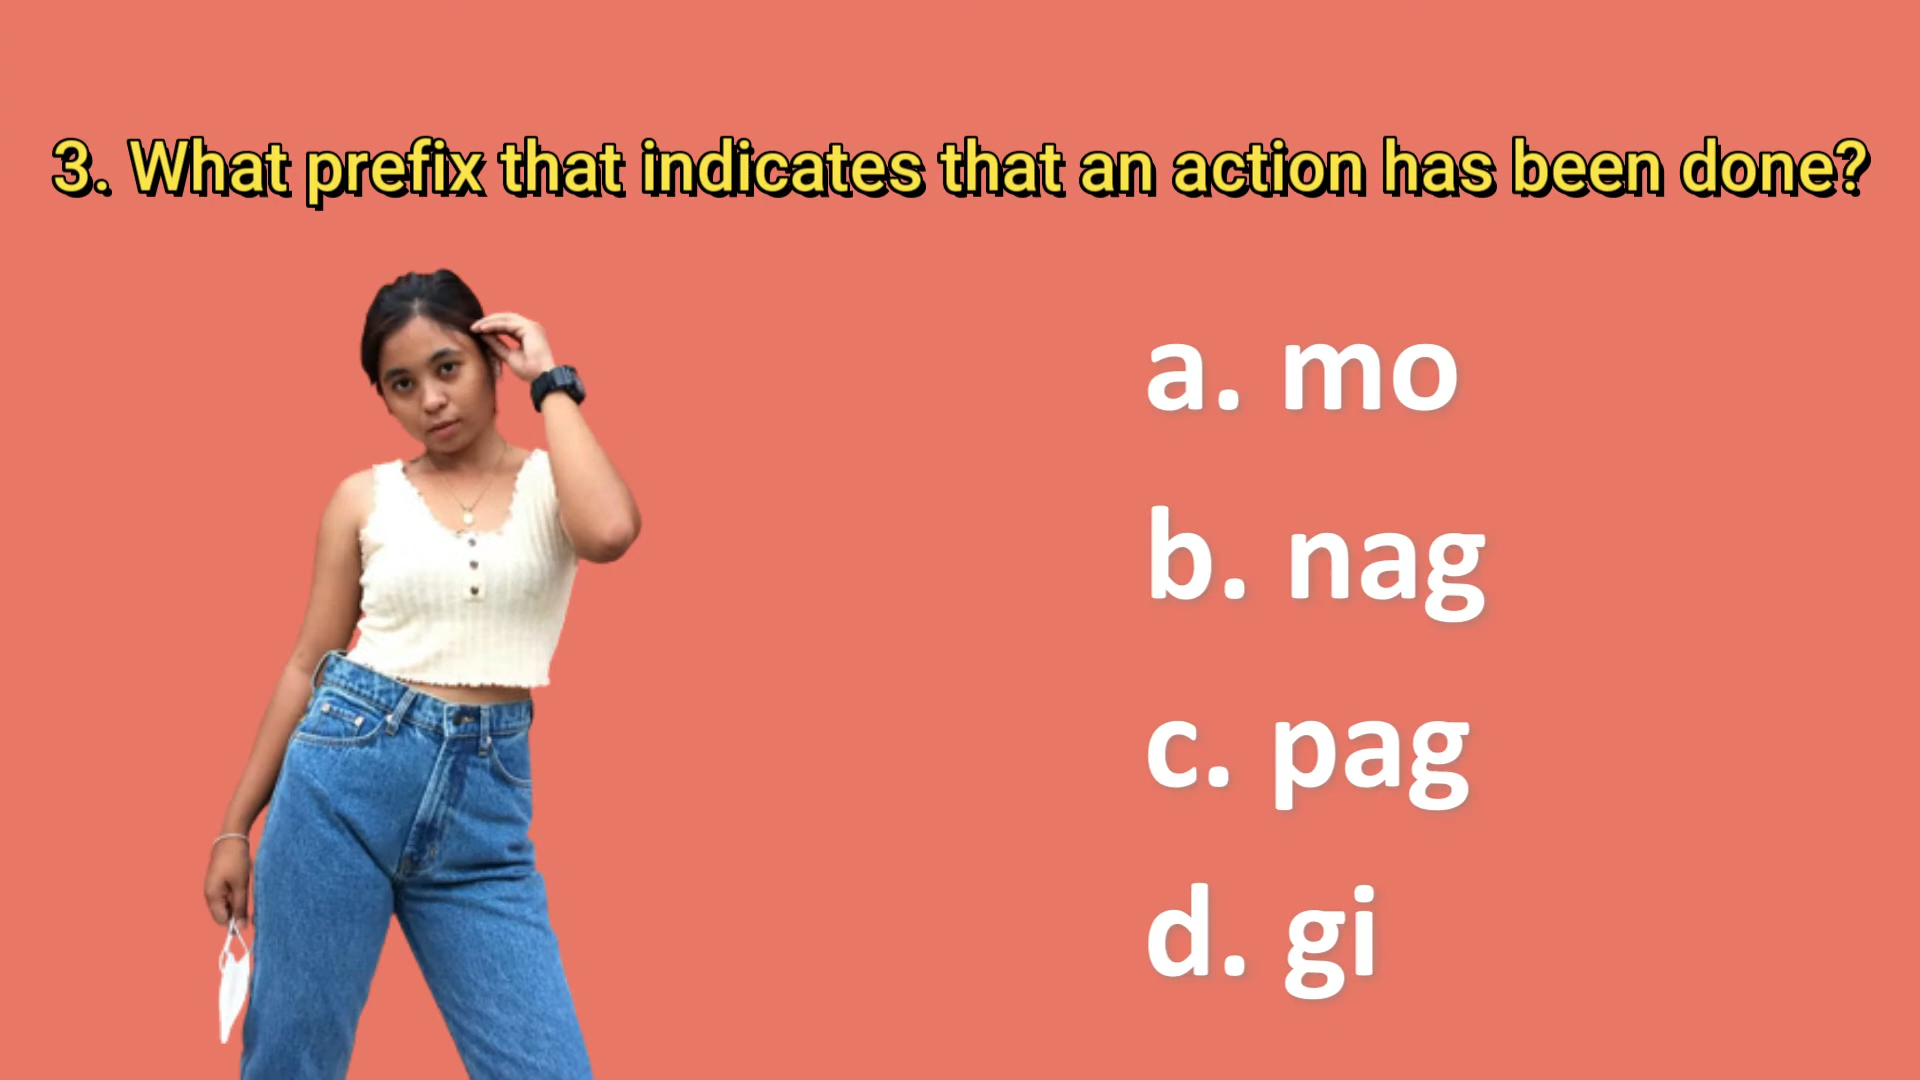 3. What prefix that indicates that an action has been done?
a. mo
b. nag
c. pag
d. gi